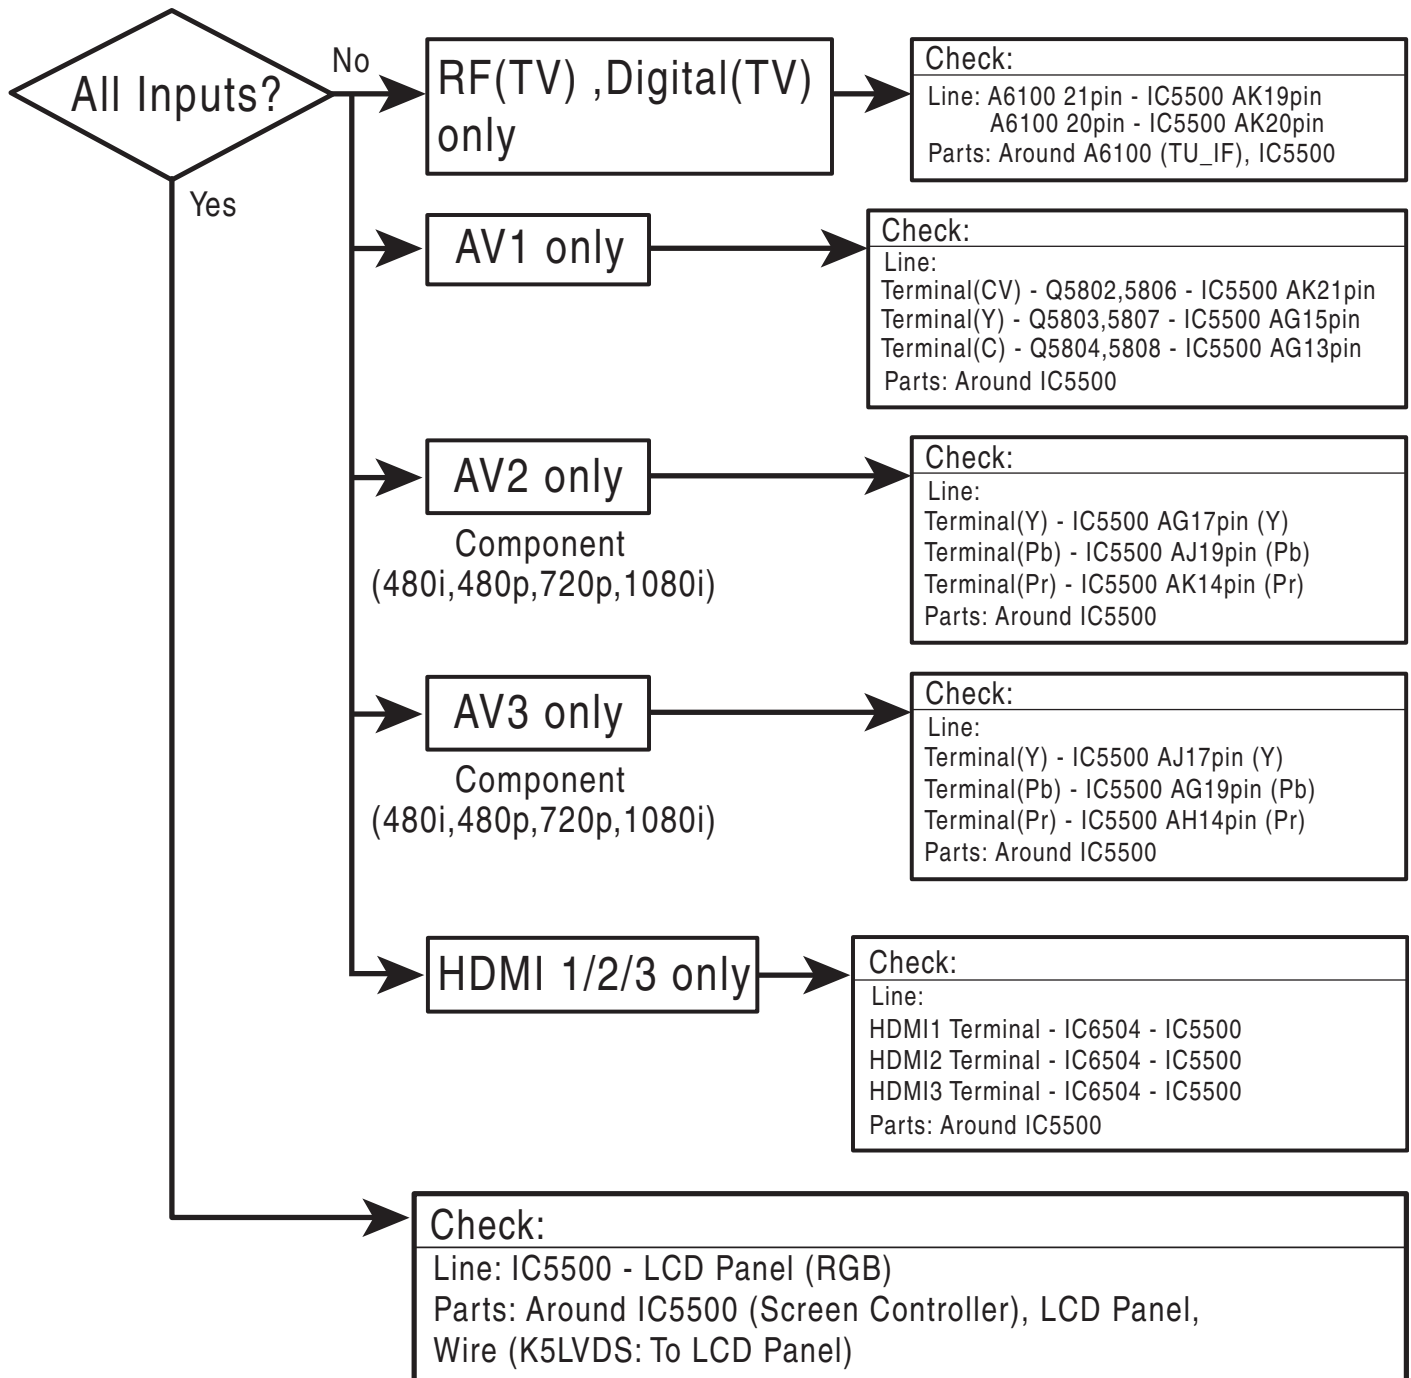 All Inputs?
No
Yes
RF(TV) ,Digital(TV)
only
Check:
Line: A6100 21pin - IC5500 AK19pin
A6100 20pin - IC5500 AK20pin
Parts: Around A6100 (TU_IF), IC5500
AV1 only
Check:
Line:
Terminal(CV) - Q5802,5806 - IC5500 AK21pin
Terminal(Y) - Q5803,5807 - IC5500 AG15pin
Terminal(C) - Q5804,5808 - IC5500 AG13pin
Parts: Around IC5500
AV2 only
Component
(480i,480p,720p,1080i)
Check:
Line:
Terminal(Y) - IC5500 AG17pin (Y)
Terminal(Pb) - IC5500 AJ19pin (Pb)
Terminal(Pr) - IC5500 AK14pin (Pr)
Parts: Around IC5500
AV3 only
Component
(480i,480p,720p,1080i)
Check:
Line:
Terminal(Y) - IC5500 AJ17pin (Y)
Terminal(Pb) - IC5500 AG19pin (Pb)
Terminal(Pr) - IC5500 AH14pin (Pr)
Parts: Around IC5500
HDMI 1/2/3 only
Check:
Line:
HDMI1 Terminal - IC6504 - IC5500
HDMI2 Terminal - IC6504 - IC5500
HDMI3 Terminal - IC6504 - IC5500
Parts: Around IC5500
Check:
Line: IC5500 - LCD Panel (RGB)
Parts: Around IC5500 (Screen Controller), LCD Panel,
Wire (K5LVDS: To LCD Panel)